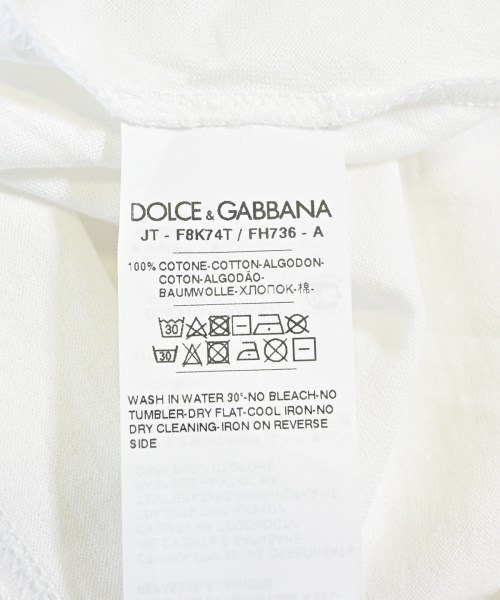 DOLCE & GABBANA
JT - F8K74T / FH736 - A
100% COTONE-COTTON-ALGODON-
COTON-ALGODÃO-
BAUMWOLLE-ХЛОПОК-棉-
30
30
WASH IN WATER 30°-NO BLEACH-NO
TUMBLER-DRY FLAT-COOL IRON-NO
DRY CLEANING-IRON ON REVERSE
SIDE